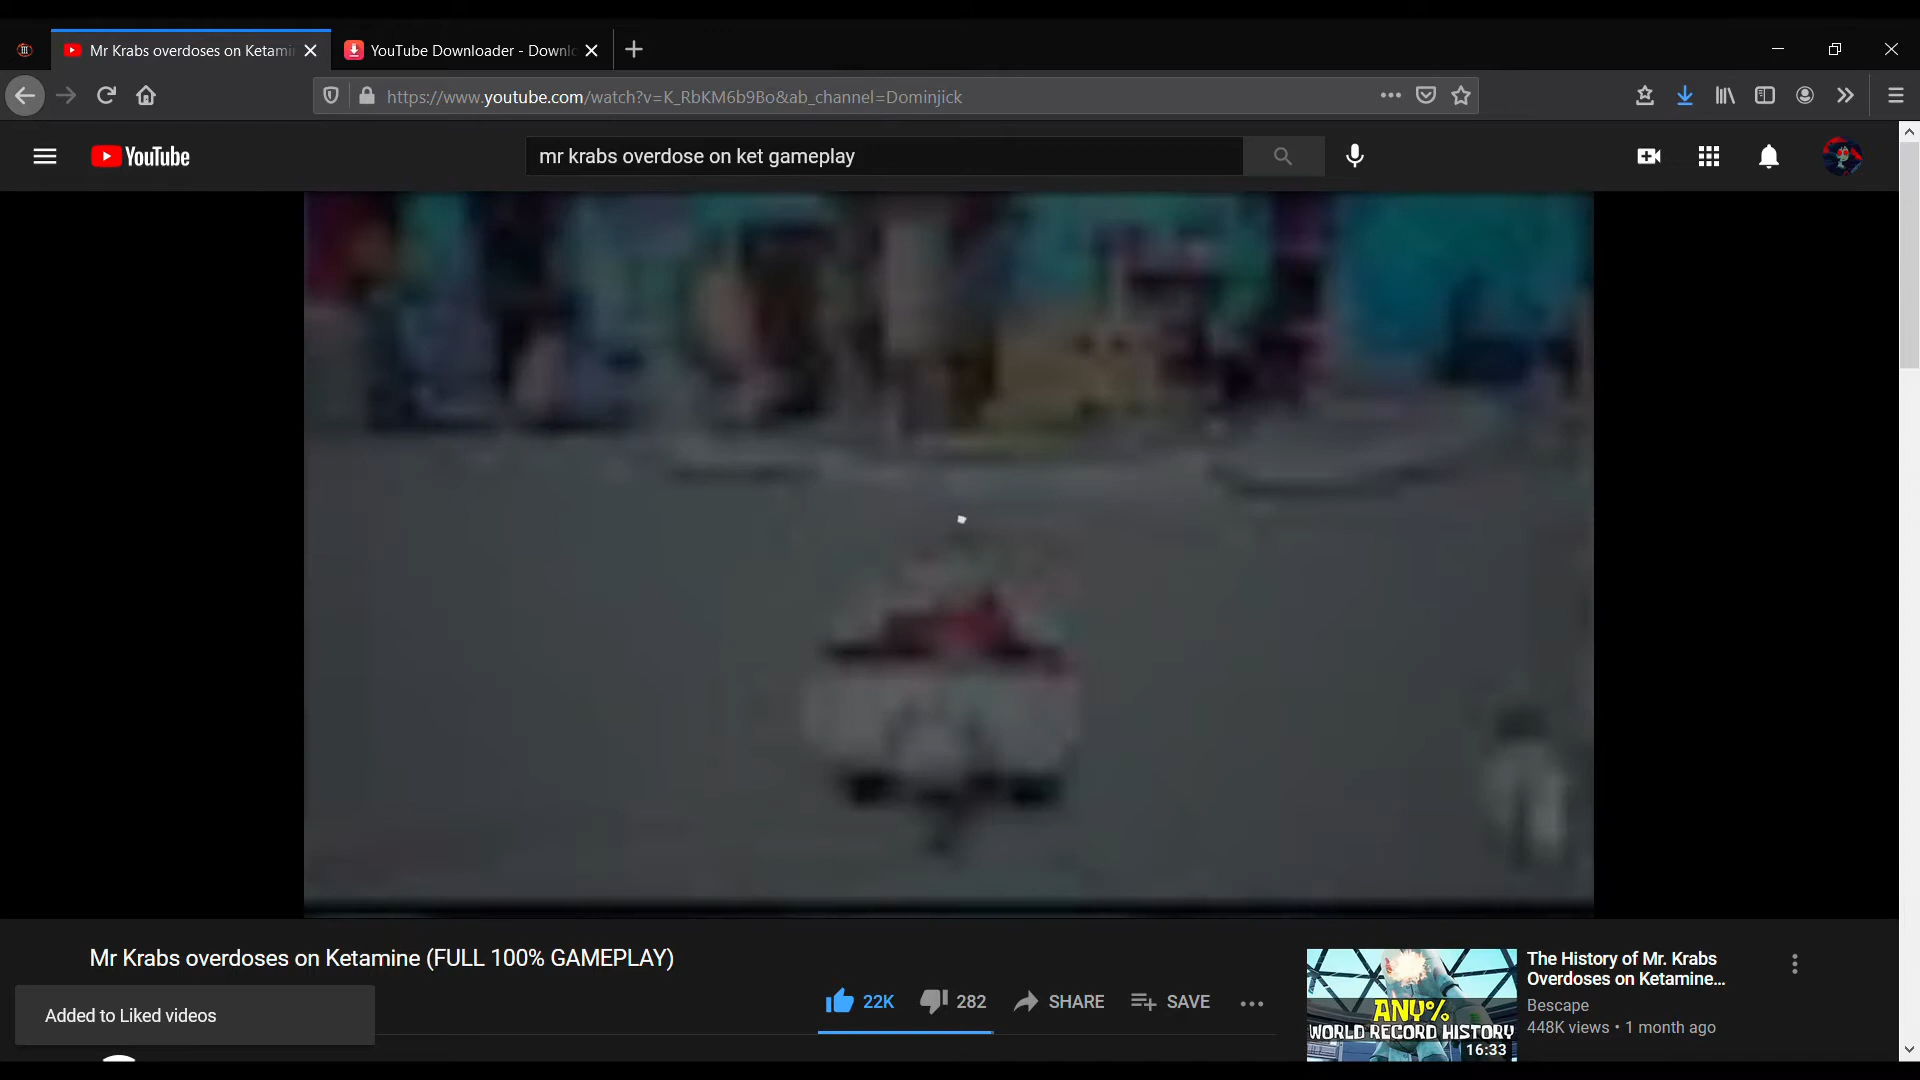 Mr Krabs overdoses on Ketami
YouTube Downloader - Downl
https://www.youtube.com/watch?v=K_RbKM6b9Bo&ab_channel=Dominjick
YouTube
mr krabs overdose on ket gameplay
Mr Krabs overdoses on Ketamine (FULL 100% GAMEPLAY)
Added to Liked videos
22K
282
SHARE
SAVE
ANY%
WORLD RECORD HISTORY
16:33
The History of Mr. Krabs
Overdoses on Ketamine...
Bescape
448K views • 1 month ago